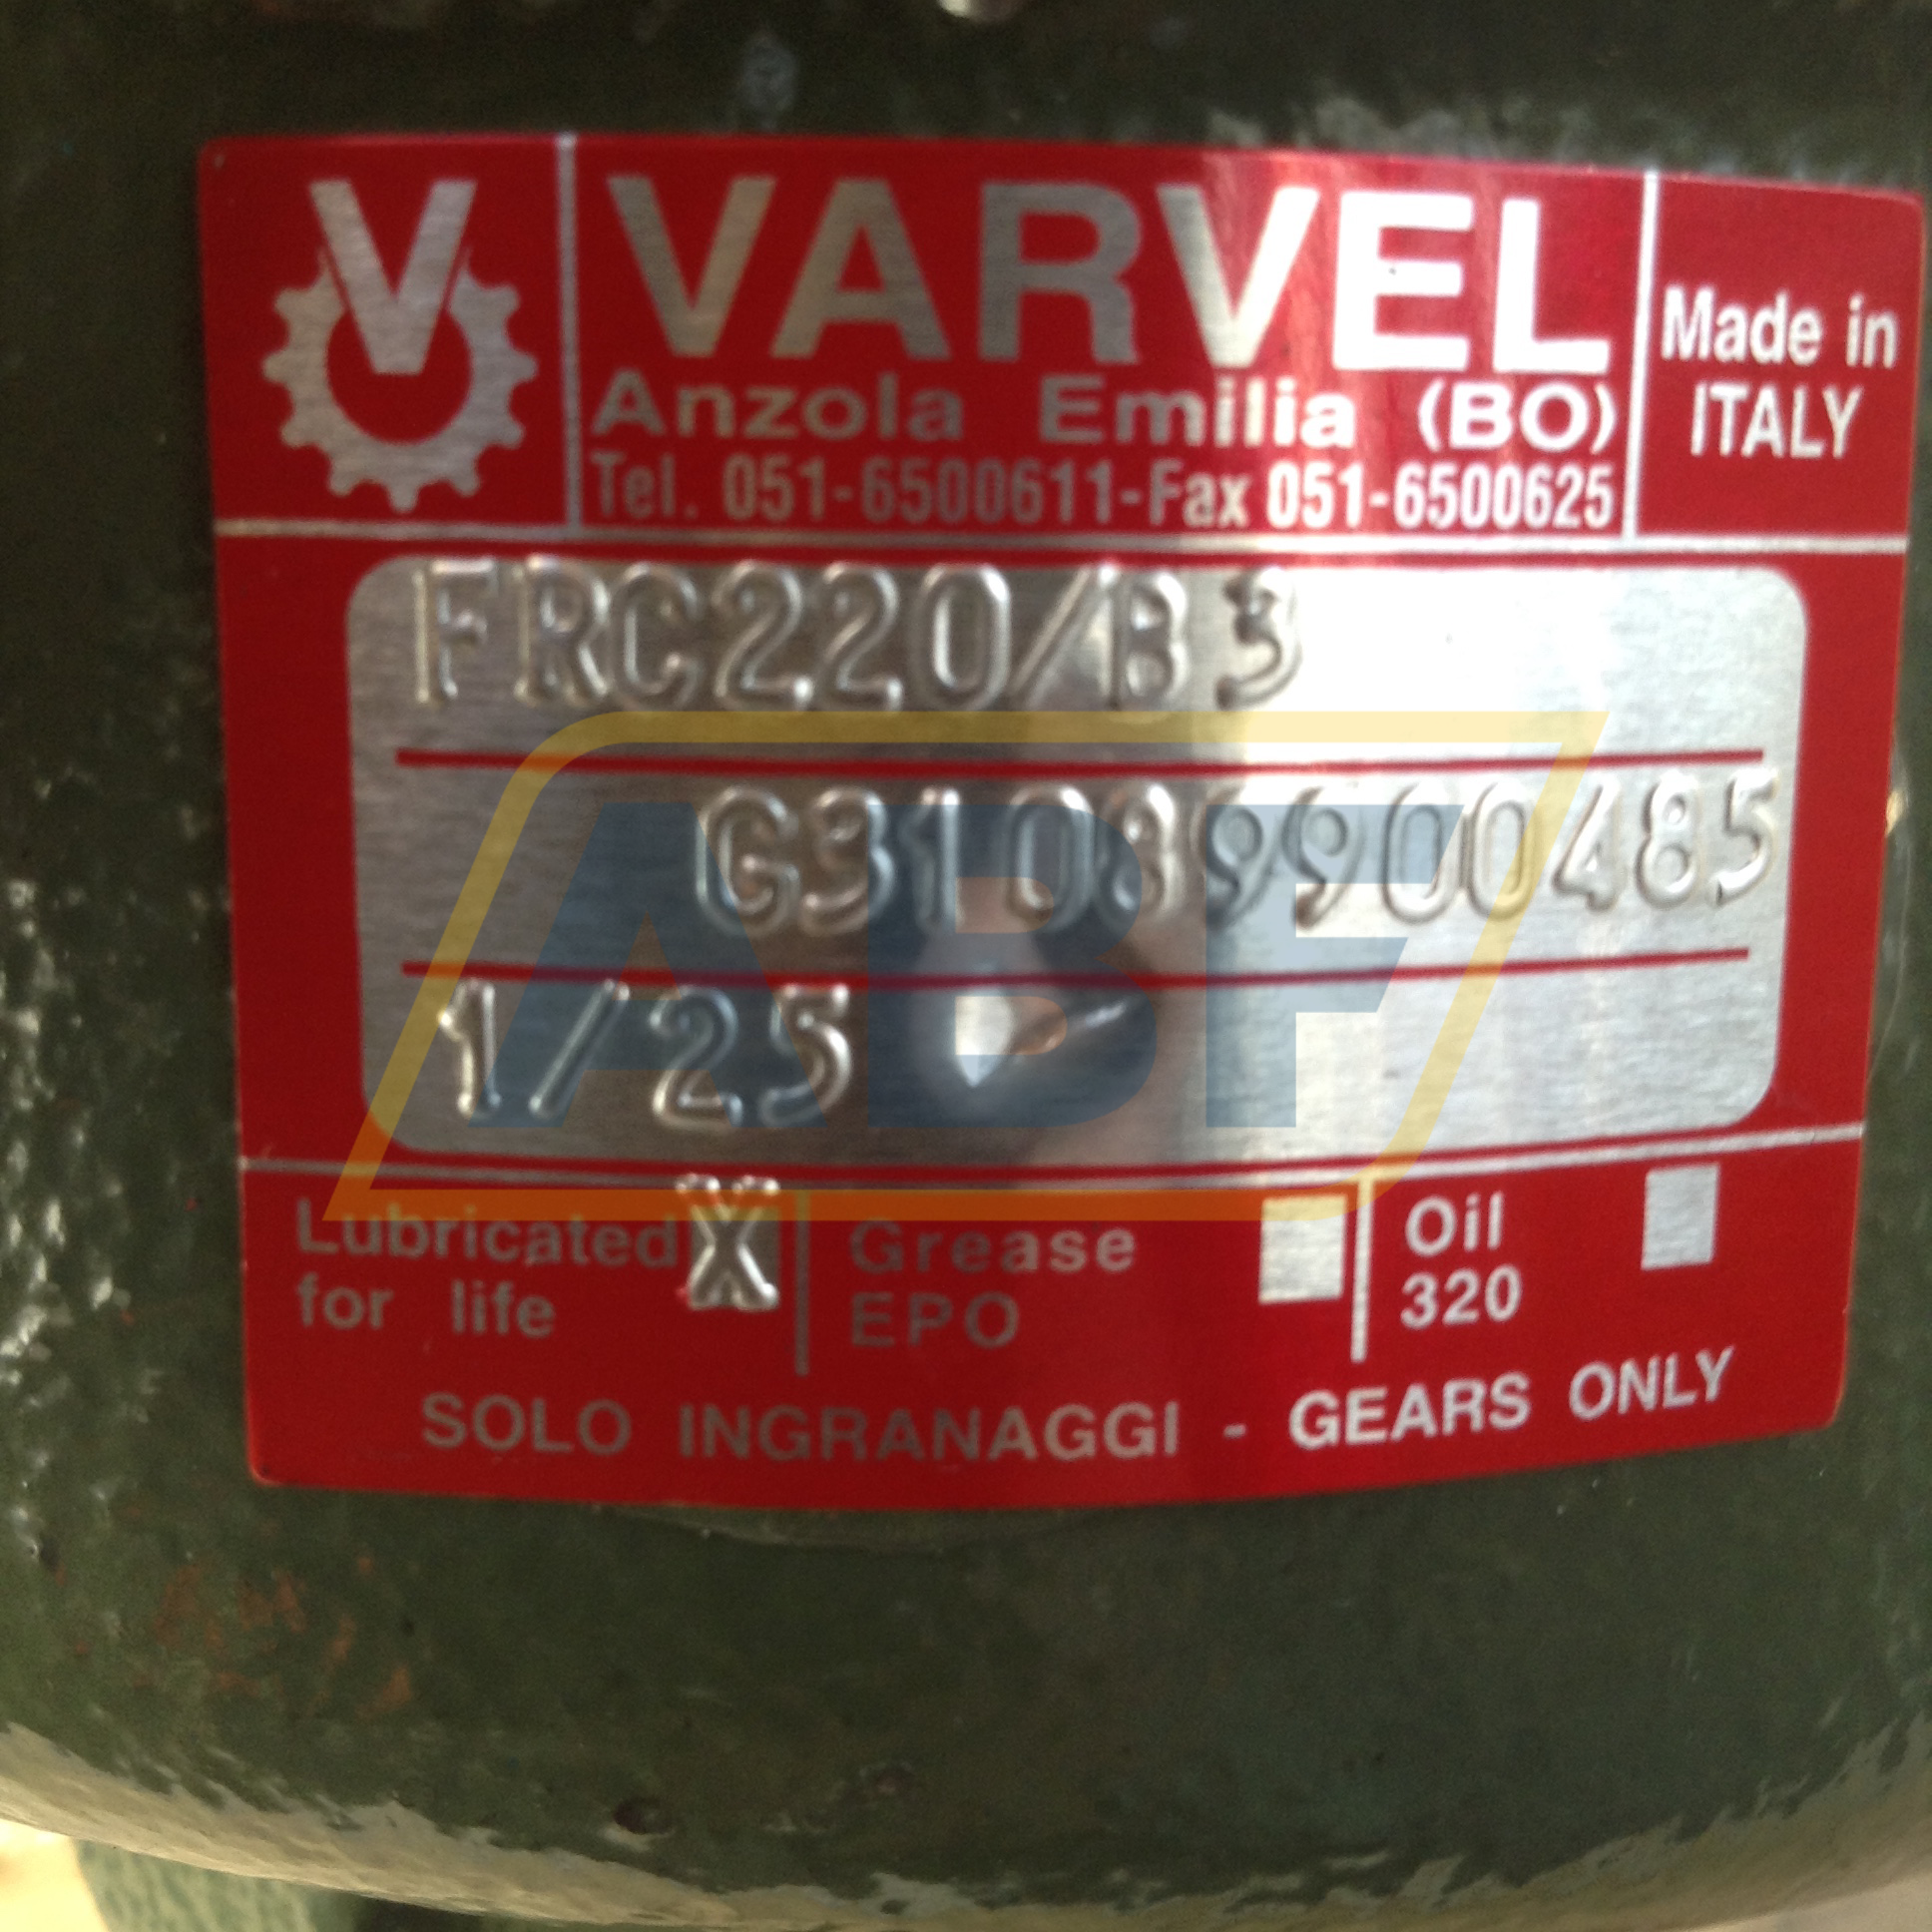 V
VARVEL
Anzola Emilia (BO)
Tel. 051-6500611-Fax 051-6500625
Made in
ITALY
FRC220/B3
G31089900485
1/25
ABF
Lubricated X
for life
Grease
EPO
Oil
320
SOLO INGRANAGGI - GEARS ONLY